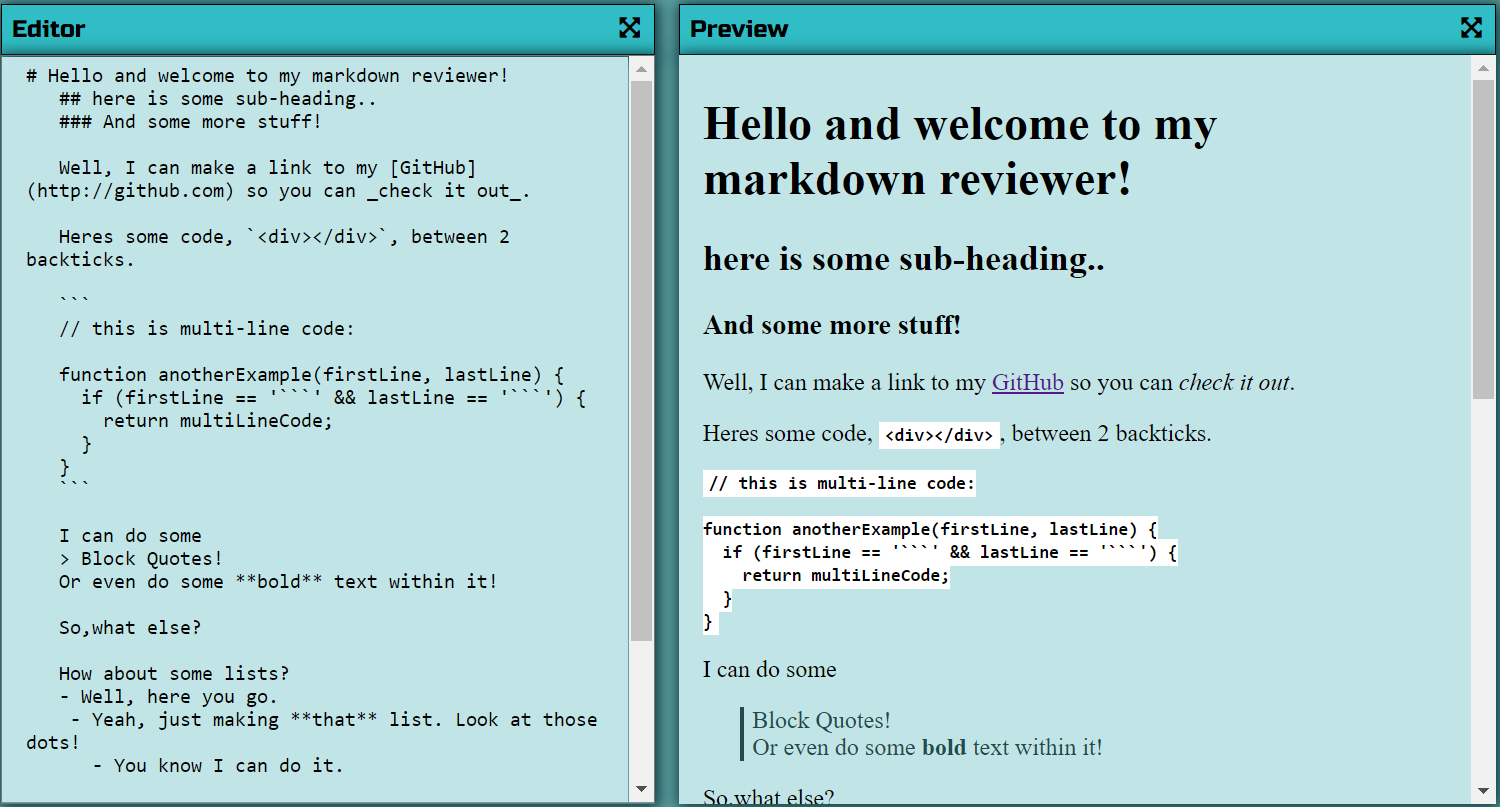 Editor
# Hello and welcome to my markdown reviewer!
## here is some sub-heading..
### And some more stuff!
Well, I can make a link to my [GitHub]
(http://github.com) so you can _check it out_.
Heres some code, `<div></div>`, between 2
backticks.
```
// this is multi-line code:
function anotherExample(firstLine, lastLine) {
if (firstLine == '```' && lastLine == '```') {
return multiLineCode;
}
}
```
I can do some
> Block Quotes!
Or even do some **bold** text within it!
So,what else?
How about some lists?
- Well, here you go.
- Yeah, just making **that** list. Look at those
dots!
- You know I can do it.
Preview
Hello and welcome to my
markdown reviewer!
here is some sub-heading..
And some more stuff!
Well, I can make a link to my GitHub so you can check it out.
Heres some code, <div></div>, between 2 backticks.
// this is multi-line code:
function anotherExample(firstLine, lastLine) {
if (firstLine == '```' && lastLine == '```') {
return multiLineCode;
}
}
I can do some
Block Quotes!
Or even do some bold text within it!
So,what else?